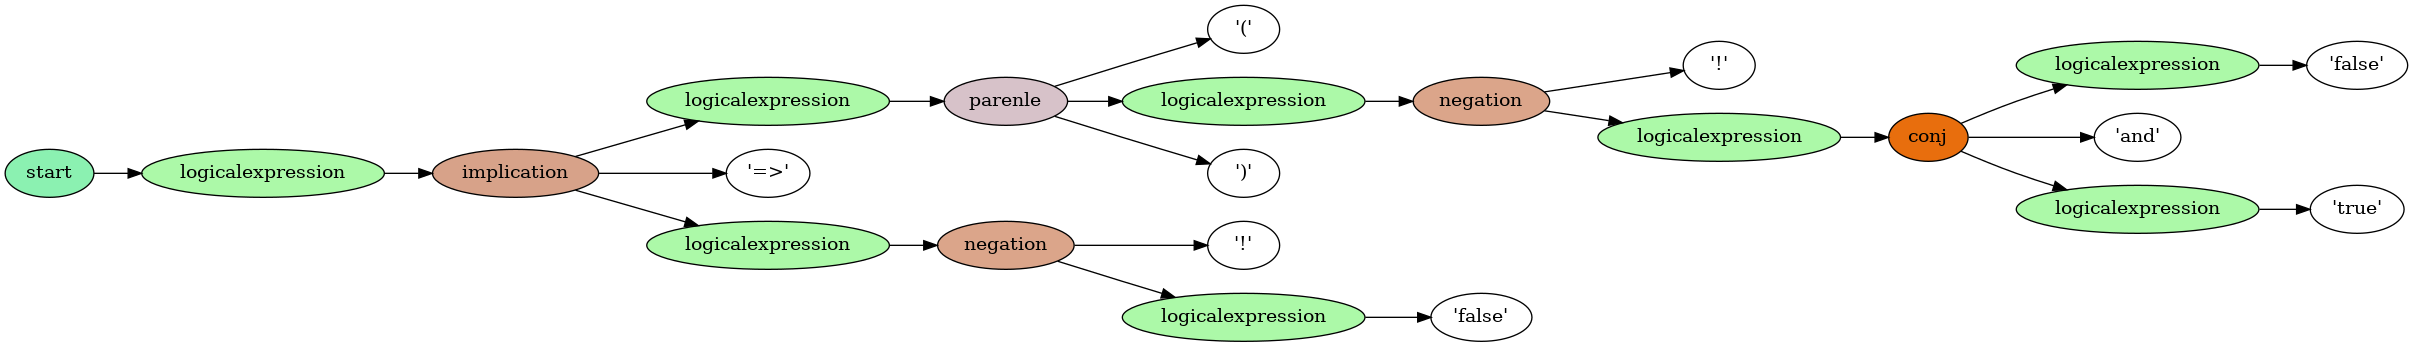 '('
'!'
logicalexpression
'false'
logicalexpression
parenle
logicalexpression
negation
logicalexpression
conj
'and'
start
logicalexpression
implication
'=>'
')'
logicalexpression
'true'
logicalexpression
negation
'!'
logicalexpression
'false'